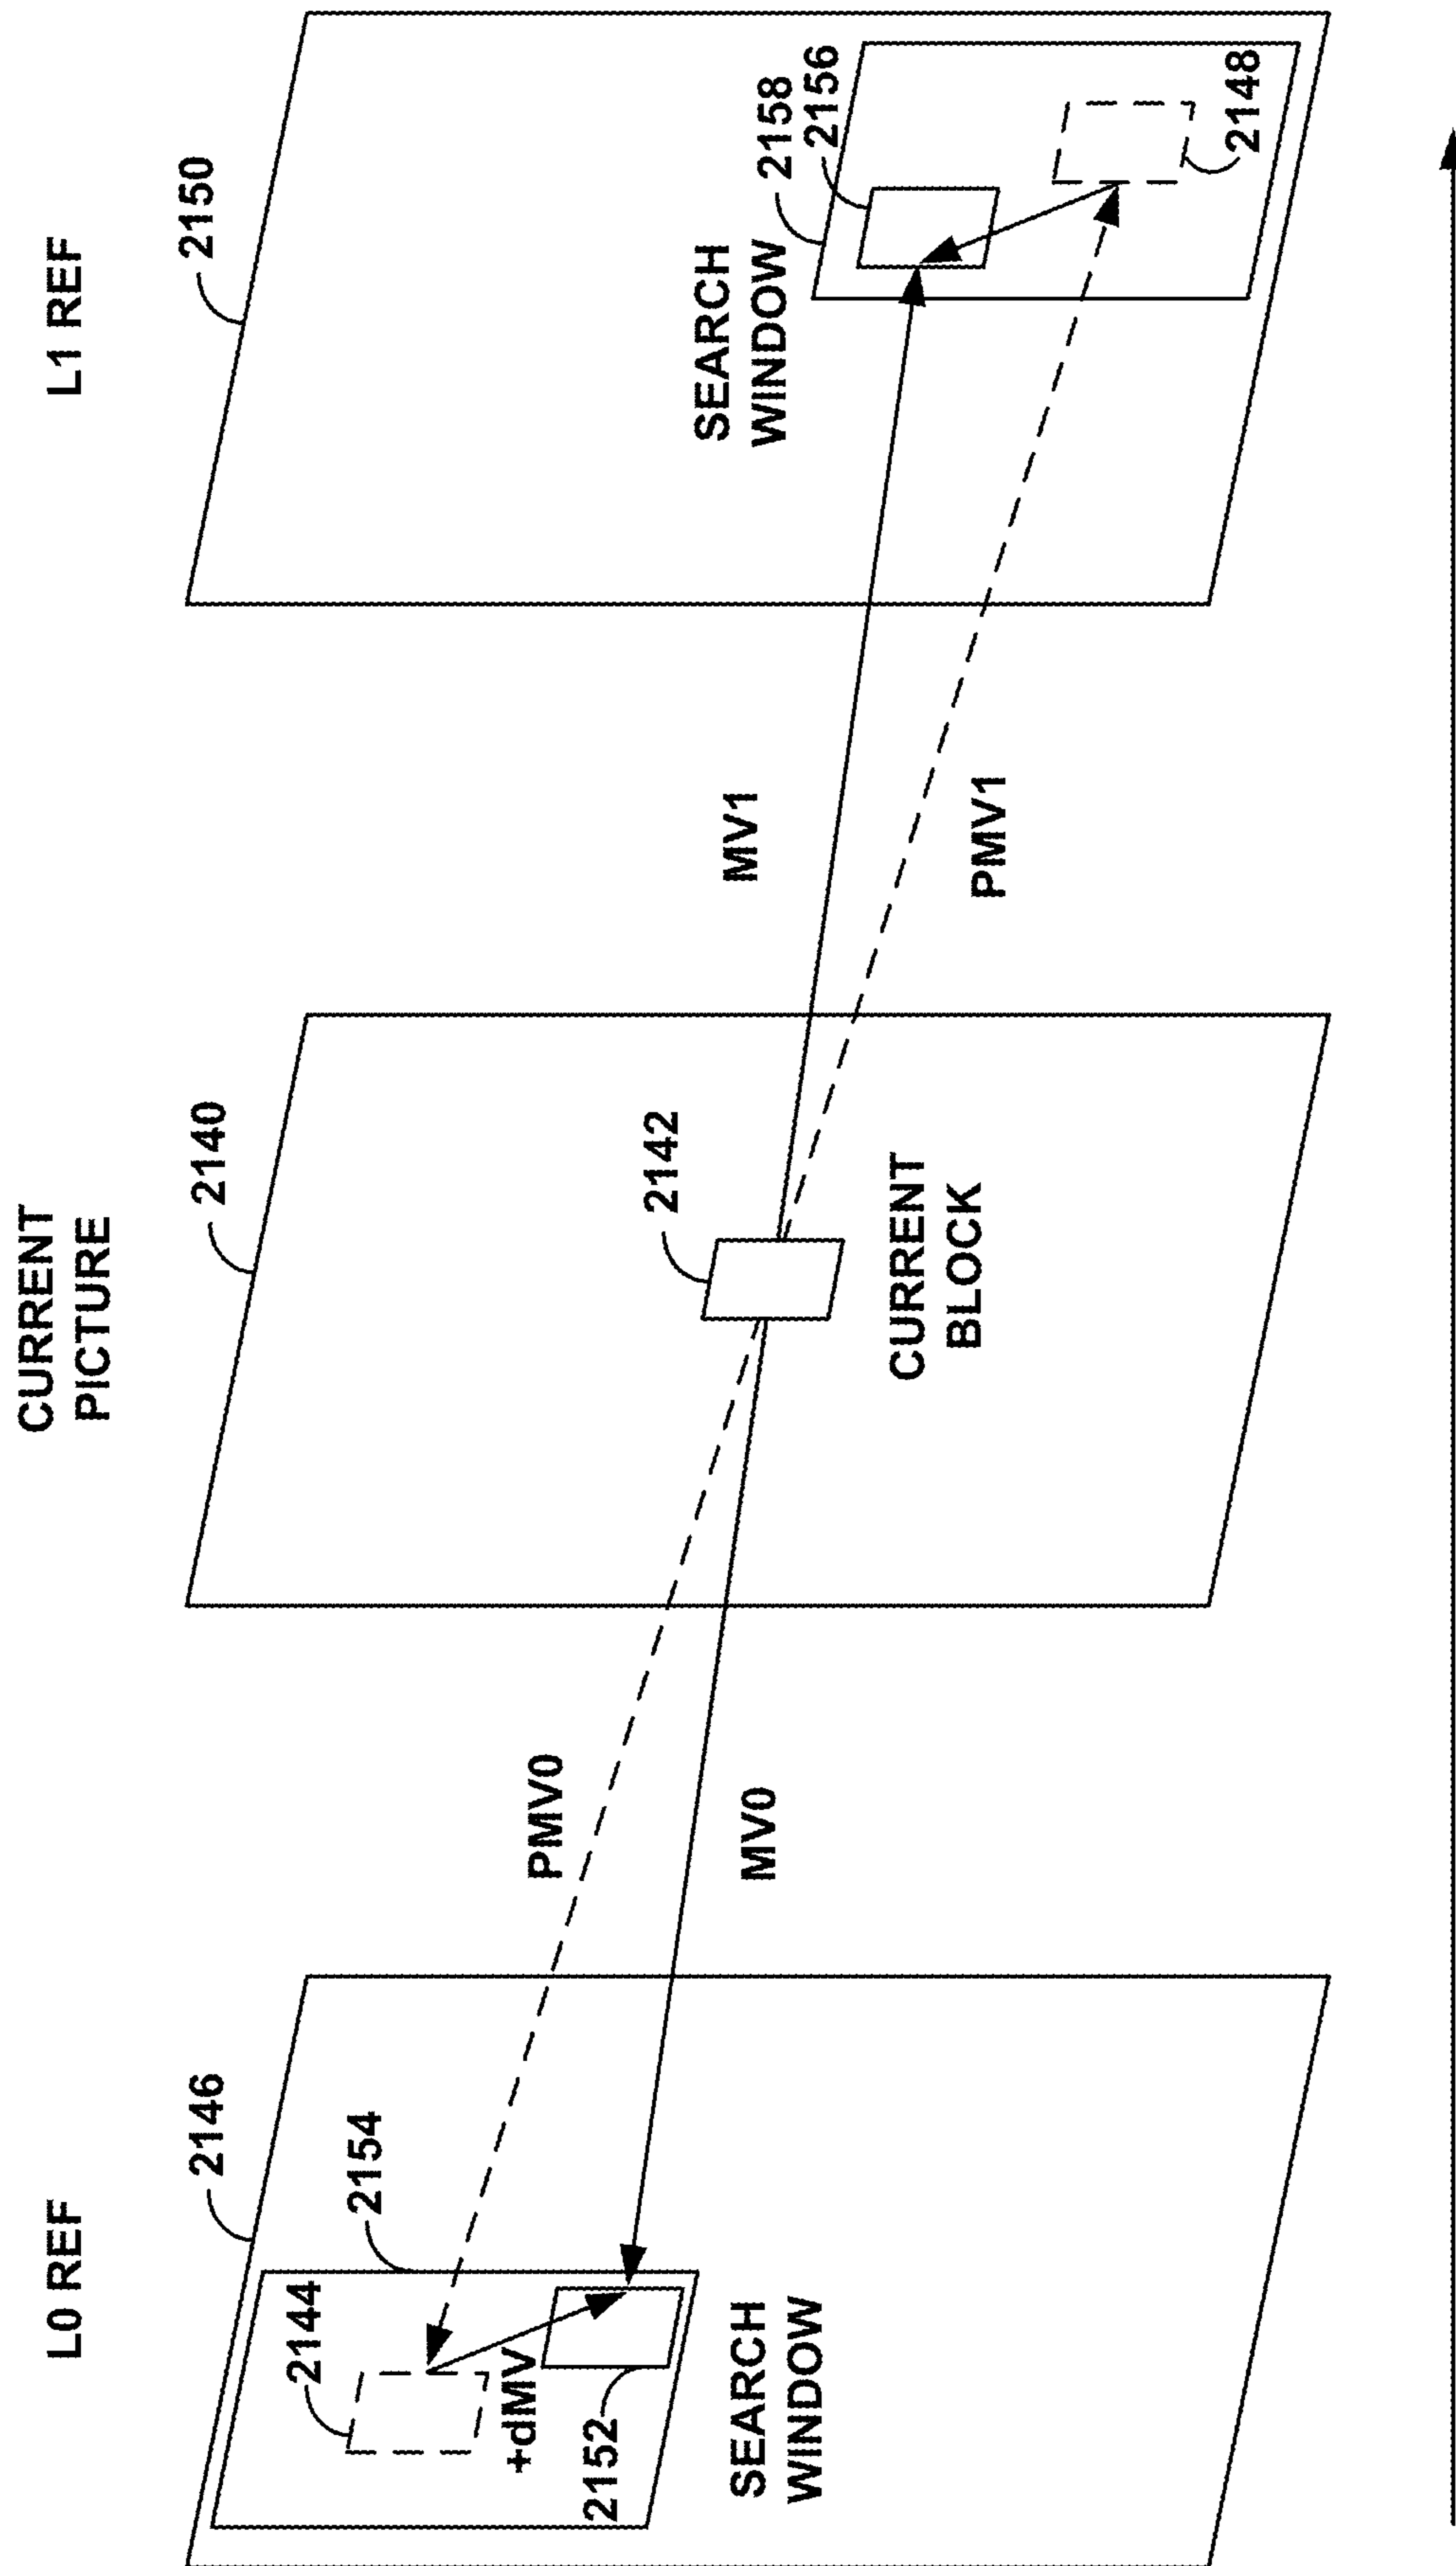 L0 REF
CURRENT
PICTURE
L1 REF
2146
2140
2150
2154
2144
+dMV
2152
SEARCH
WINDOW
PMV0
MV0
2142
CURRENT
BLOCK
MV1
PMV1
SEARCH
WINDOW
2158
2156
2148